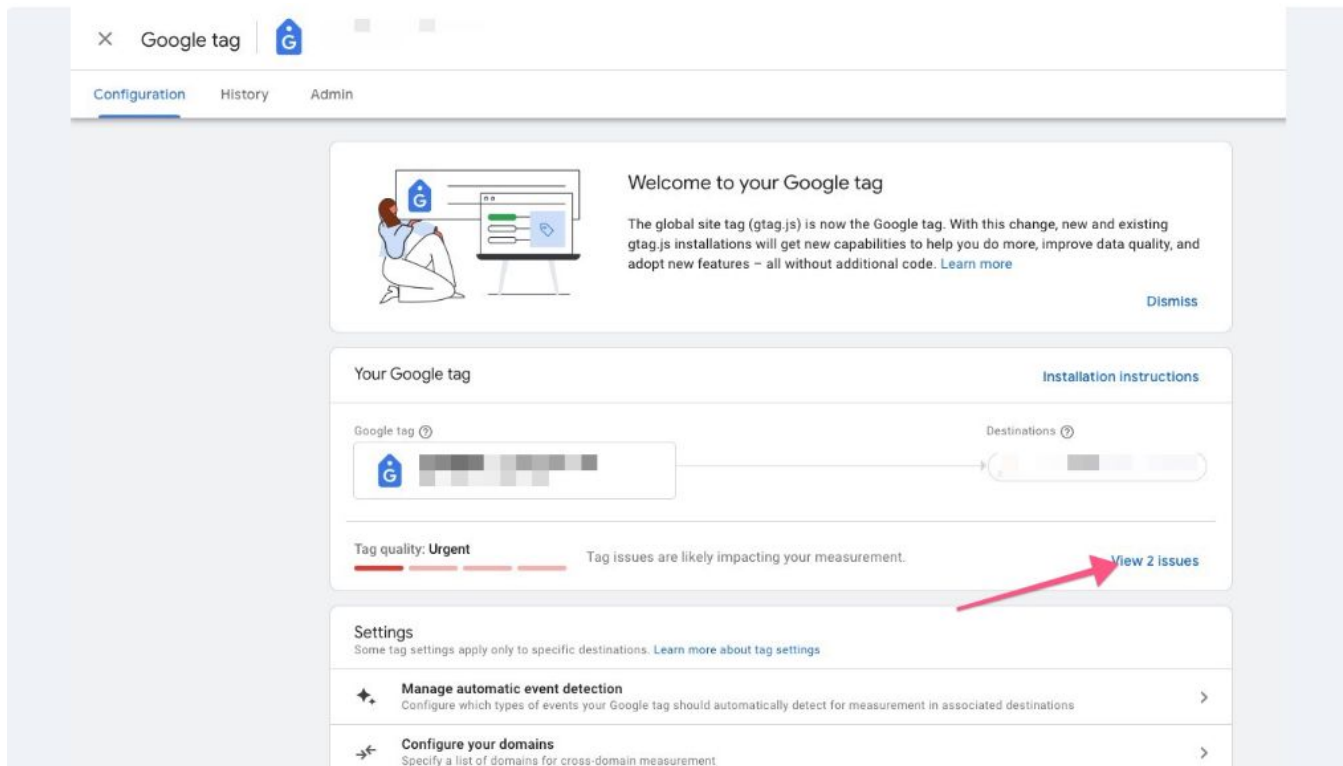 Google tag
Configuration History Admin
Welcome to your Google tag
The global site tag (gtag.js) is now the Google tag. With this change, new and existing
gtag.js installations will get new capabilities to help you do more, improve data quality, and
adopt new features – all without additional code. Learn more
Dismiss
Your Google tag
Installation instructions
Google tag
Destinations
Tag quality: Urgent
Tag issues are likely impacting your measurement.
View 2 issues
Settings
Some tag settings apply only to specific destinations. Learn more about tag settings
Manage automatic event detection
Configure which types of events your Google tag should automatically detect for measurement in associated destinations
Configure your domains
Specify a list of domains for cross-domain measurement